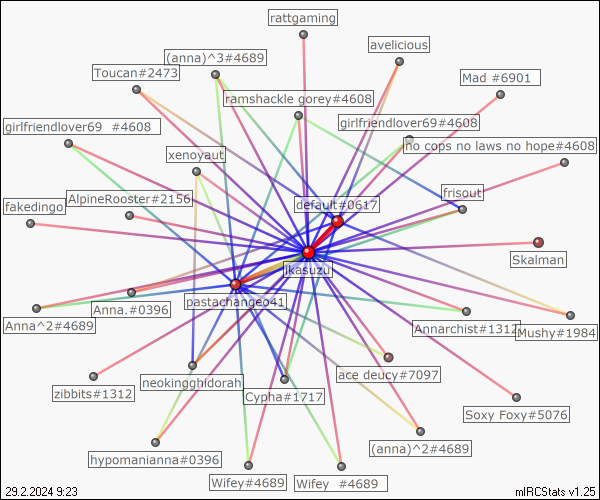 rattgaming
avelicious
(anna)^3#4689
Toucan#2473
Mad #6901
ramshackle gorey#4608
girlfriendlover69 #4608
girlfriendlover69#4608
no cops no laws no hope#4608
xenoyaut
frisout
AlpineRooster#2156
default#0617
fakedingo
Skalman
ikasuzu
pastachangeo41
Anna.#0396
Anna^2#4689
Annarchist#1312
Mushy#1984
ace deucy#7097
neokingghidorah
zibbits#1312
Cypha#1717
Soxy Foxy#5076
(anna)^2#4689
hypomanianna#0396
Wifey#4689
Wifey #4689
29.2.2024 9:23
mIRCStats v1.25